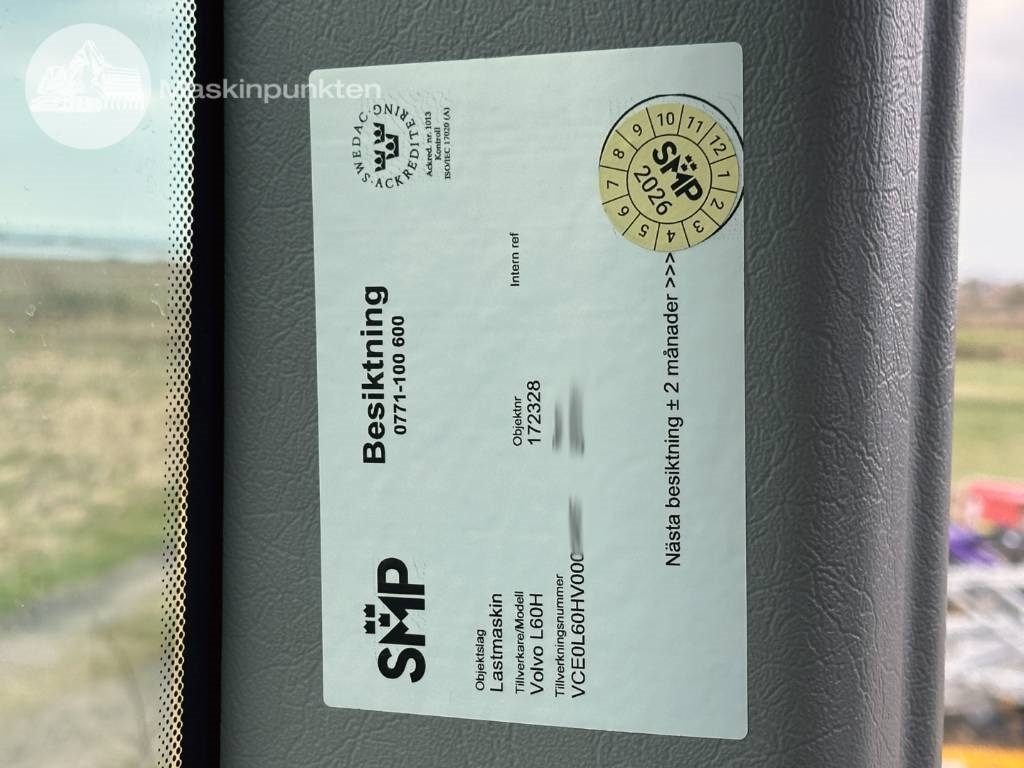 Maskinpunkten
SMP
Besiktning
0771-100 600
SWEDAC ACKREDITERING
Ackred. nr. 1013
Kontroll
ISO/IEC 17020 (A)
Objektslag
Lastmaskin
Tillverkare/Modell
Volvo L60H
Objektnr
172328
Intern ref
Tillverkningsnummer
VCE0L60HV000
Nästa besiktning ± 2 månader >>>
SMP
2026
1 2 3 4 5 6 7 8 9 10 11 12